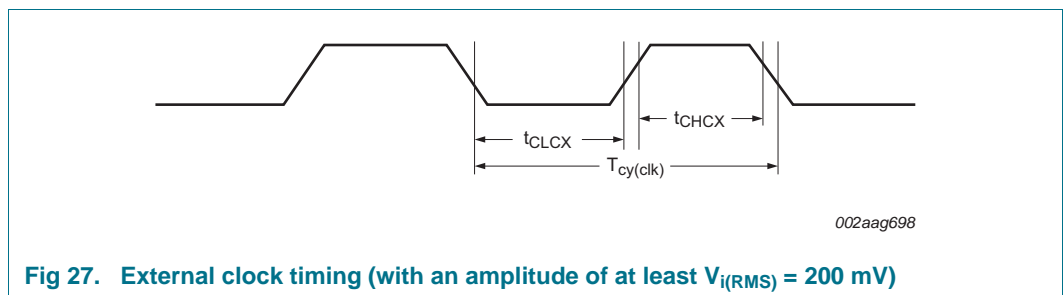 tCHCX
tCLCX
Tcy(clk)
002aag698
Fig 27. External clock timing (with an amplitude of at least Vi(RMS) = 200 mV)